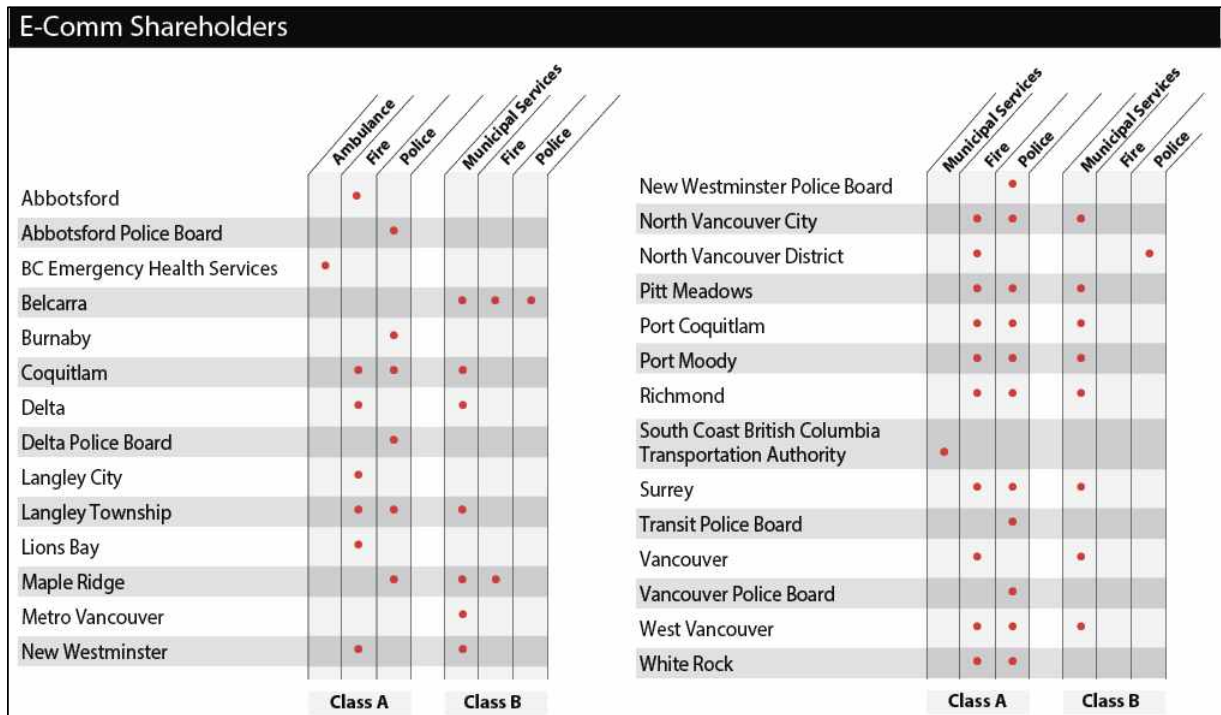 E-Comm Shareholders
Ambulance
Fire
Police
Municipal Services
Fire
Police
Abbotsford
Abbotsford Police Board
BC Emergency Health Services
Belcarra
Burnaby
Coquitlam
Delta
Delta Police Board
Langley City
Langley Township
Lions Bay
Maple Ridge
Metro Vancouver
New Westminster
Class A
Class B
Municipal Services
Fire
Police
Municipal Services
Fire
Police
New Westminster Police Board
North Vancouver City
North Vancouver District
Pitt Meadows
Port Coquitlam
Port Moody
Richmond
South Coast British Columbia
Transportation Authority
Surrey
Transit Police Board
Vancouver
Vancouver Police Board
West Vancouver
White Rock
Class A
Class B